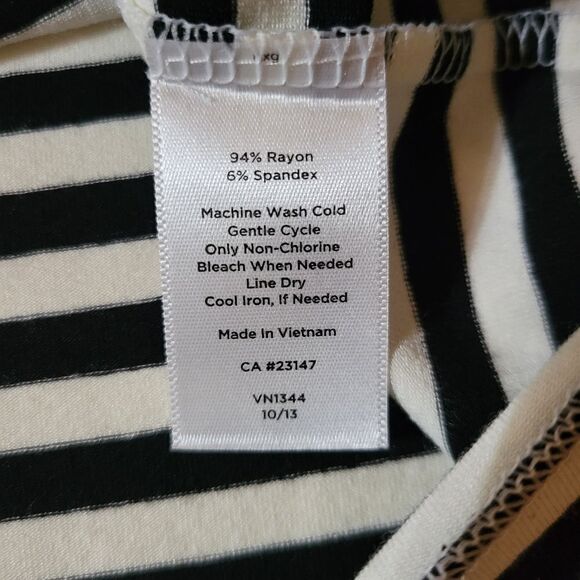 94% Rayon
6% Spandex
Machine Wash Cold
Gentle Cycle
Only Non-Chlorine
Bleach When Needed
Line Dry
Cool Iron, If Needed
Made In Vietnam
CA #23147
VN1344
10/13